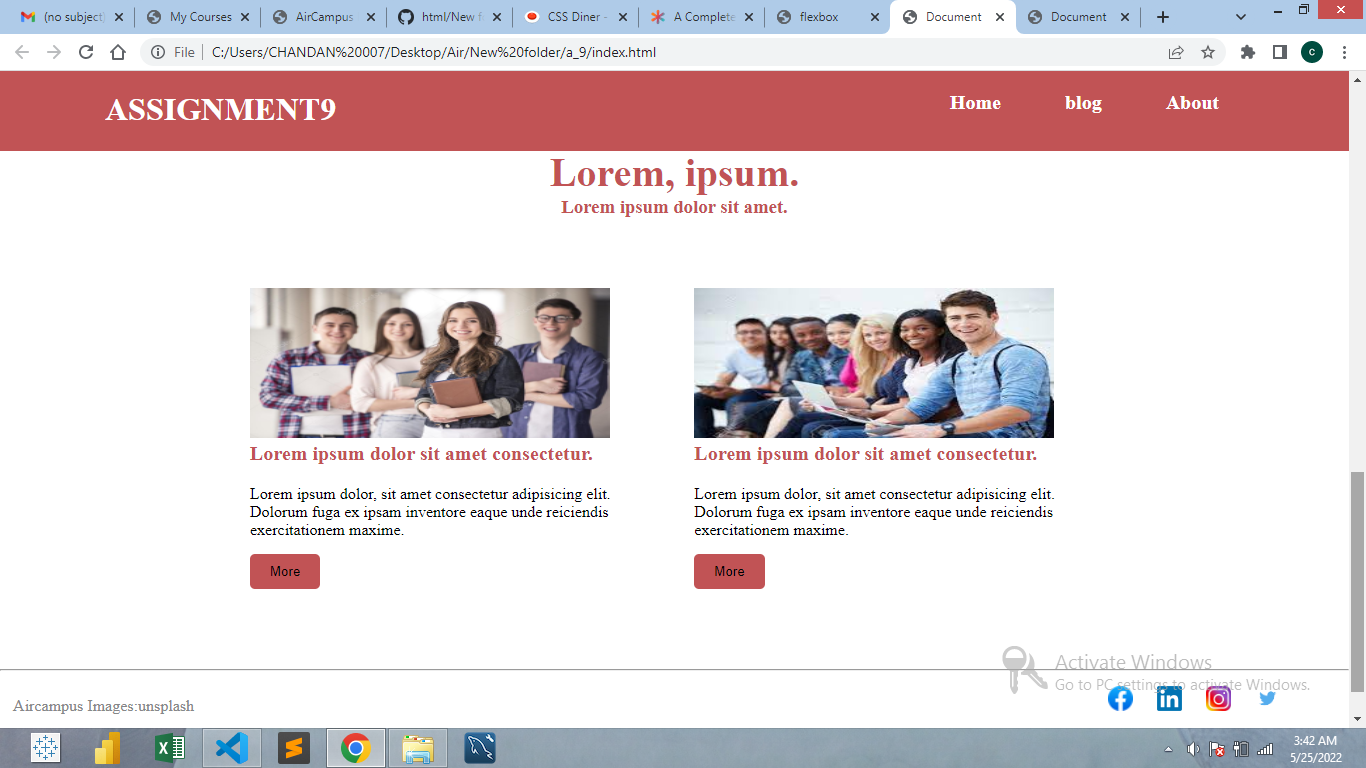 (no subject)
My Courses
AirCampus
html/New f
CSS Diner -
A Complete
flexbox
Document
Document
File
C:/Users/CHANDAN%20007/Desktop/Air/New%20folder/a_9/index.html
c
ASSIGNMENT9
Home
blog
About
Lorem, ipsum.
Lorem ipsum dolor sit amet.
Lorem ipsum dolor sit amet consectetur.
Lorem ipsum dolor, sit amet consectetur adipisicing elit.
Dolorum fuga ex ipsam inventore eaque unde reiciendis
exercitationem maxime.
More
Lorem ipsum dolor sit amet consectetur.
Lorem ipsum dolor, sit amet consectetur adipisicing elit.
Dolorum fuga ex ipsam inventore eaque unde reiciendis
exercitationem maxime.
More
Activate Windows
Go to PC settings to activate Windows.
Aircampus Images:unsplash
3:42 AM
5/25/2022